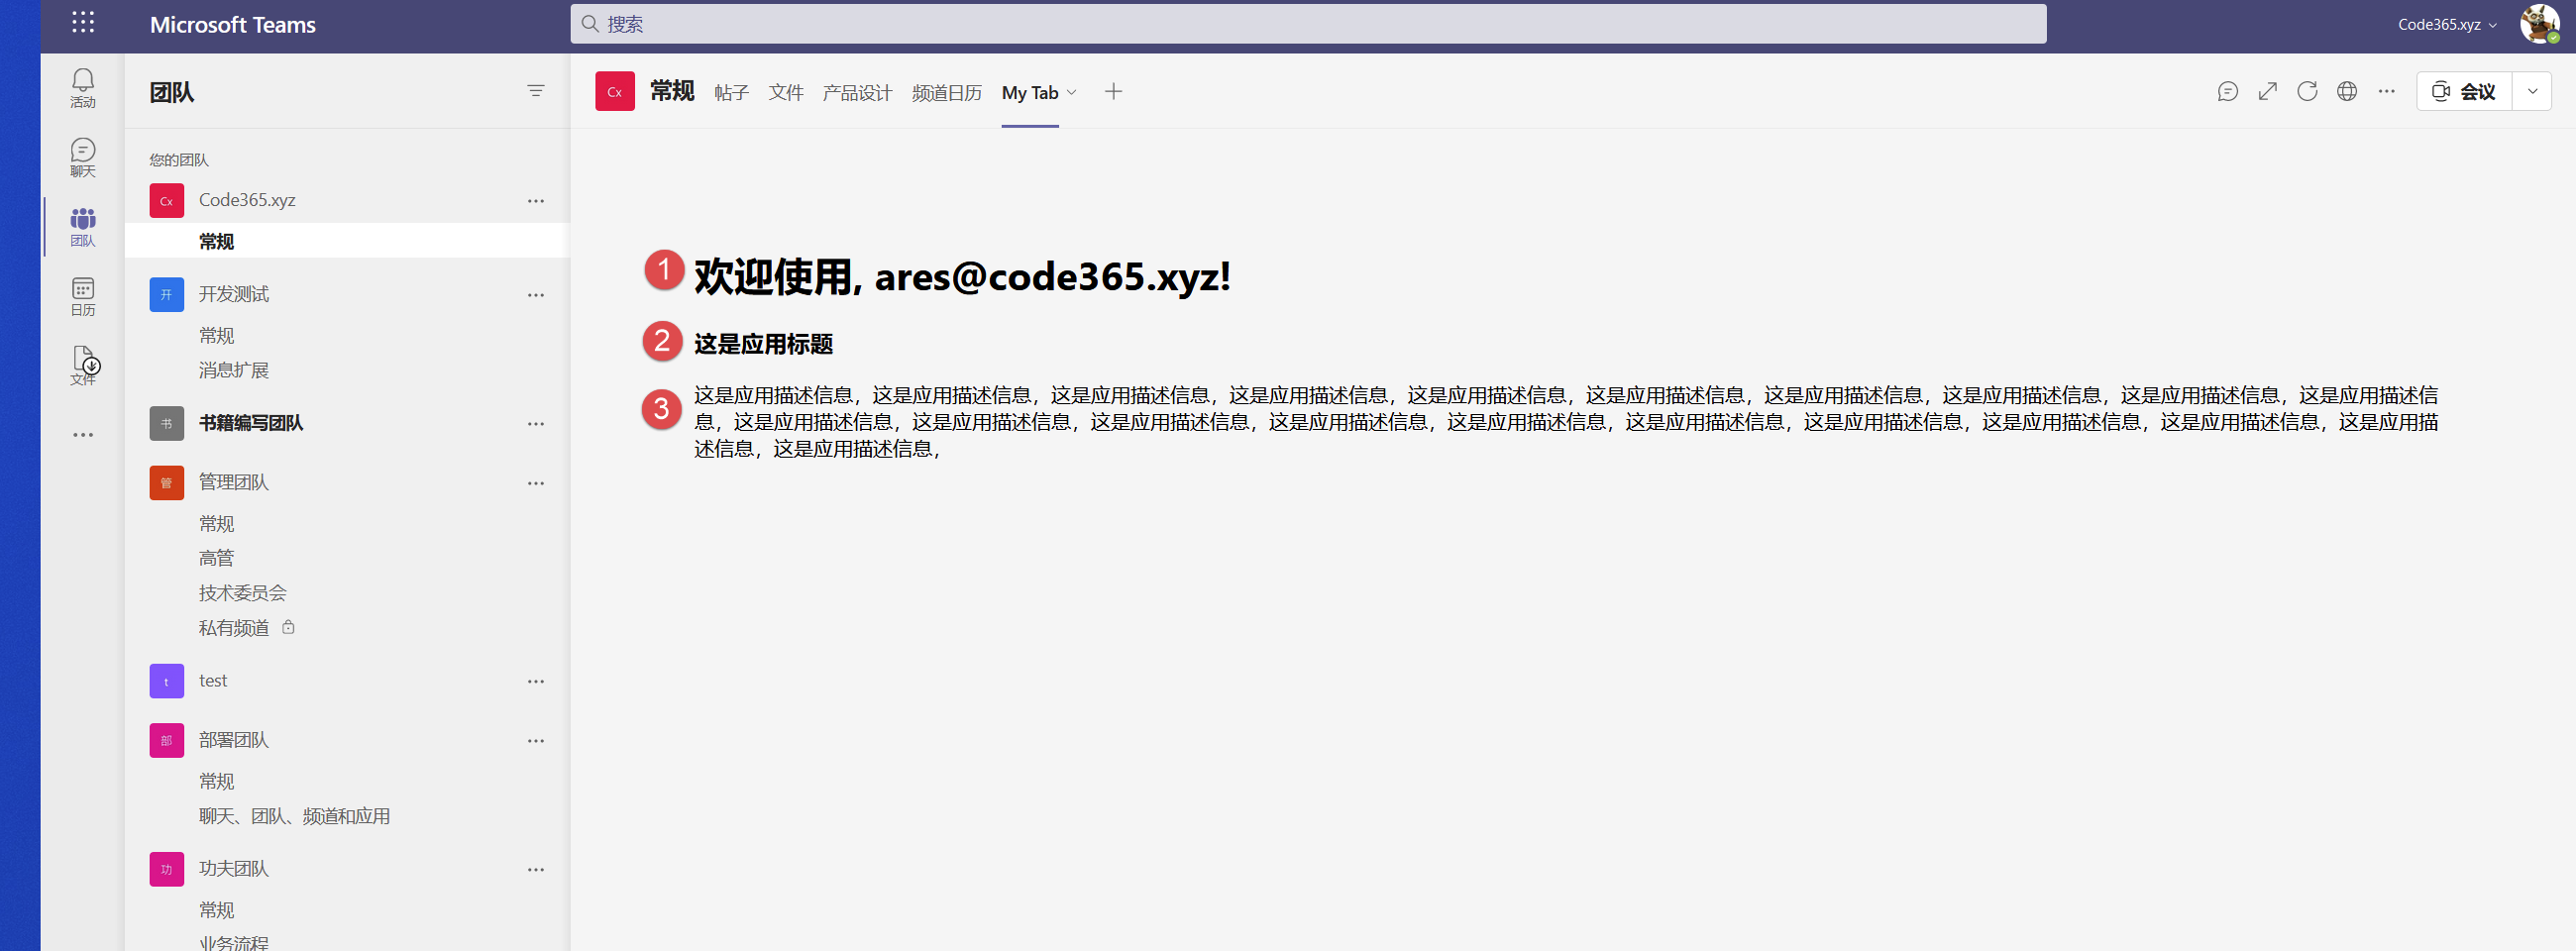 Microsoft Teams
搜索
Code365.xyz
活动
聊天
团队
日历
文件
团队
您的团队
Cx Code365.xyz
常规
开 开发测试
常规
消息扩展
书 书籍编写团队
管 管理团队
常规
高管
技术委员会
私有频道
t test
部 部署团队
常规
聊天、团队、频道和应用
功 功夫团队
常规
业务流程
Cx 常规 帖子 文件 产品设计 频道日历 My Tab
会议
1 欢迎使用, ares@code365.xyz!
2 这是应用标题
3 这是应用描述信息，这是应用描述信息，这是应用描述信息，这是应用描述信息，这是应用描述信息，这是应用描述信息，这是应用描述信息，这是应用描述信息，这是应用描述信息，这是应用描述信
息，这是应用描述信息，这是应用描述信息，这是应用描述信息，这是应用描述信息，这是应用描述信息，这是应用描述信息，这是应用描述信息，这是应用描述信息，这是应用描述信息，这是应用描
述信息，这是应用描述信息，